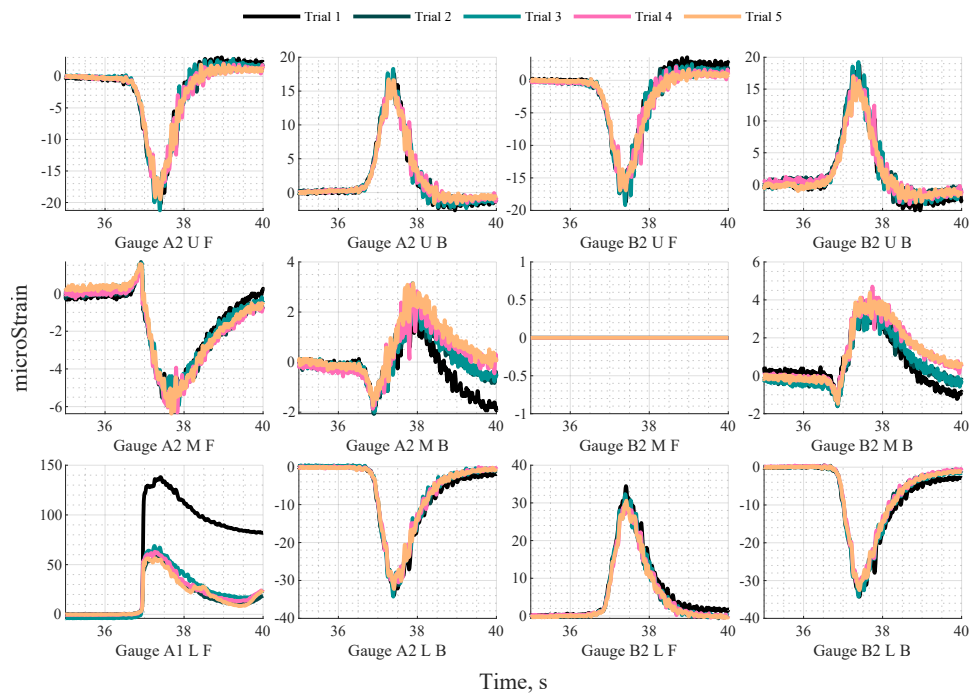 Trial 1 Trial 2 Trial 3 Trial 4 Trial 5
0
-5
-10
-15
-20
36 38 40
Gauge A2 U F
20
15
10
5
0
36 38 40
Gauge A2 U B
0
-5
-10
-15
-20
36 38 40
Gauge B2 U F
20
15
10
5
0
36 38 40
Gauge B2 U B
microStrain
0
-2
-4
-6
36 38 40
Gauge A2 M F
4
2
0
-2
36 38 40
Gauge A2 M B
1
0.5
0
-0.5
-1
36 38 40
Gauge B2 M F
6
4
2
0
-2
36 38 40
Gauge B2 M B
150
100
50
0
36 38 40
Gauge A1 L F
0
-10
-20
-30
-40
36 38 40
Gauge A2 L B
40
30
20
10
0
36 38 40
Gauge B2 L F
0
-10
-20
-30
-40
36 38 40
Gauge B2 L B
Time, s